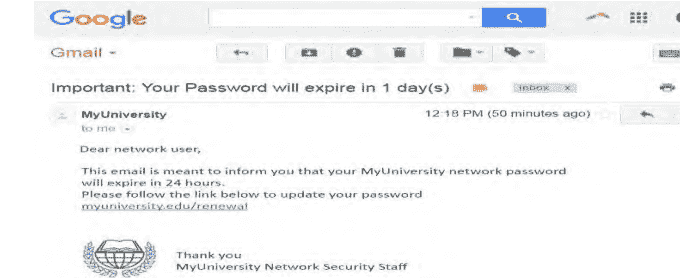 Google
Gmail
Important: Your Password will expire in 1 day(s)
Inbox x
MyUniversity
12:18 PM (50 minutes ago)
to me
Dear network user,
This email is meant to inform you that your MyUniversity network password
will expire in 24 hours.
Please follow the link below to update your password
myuniversity.edu/renewal
Thank you
MyUniversity Network Security Staff